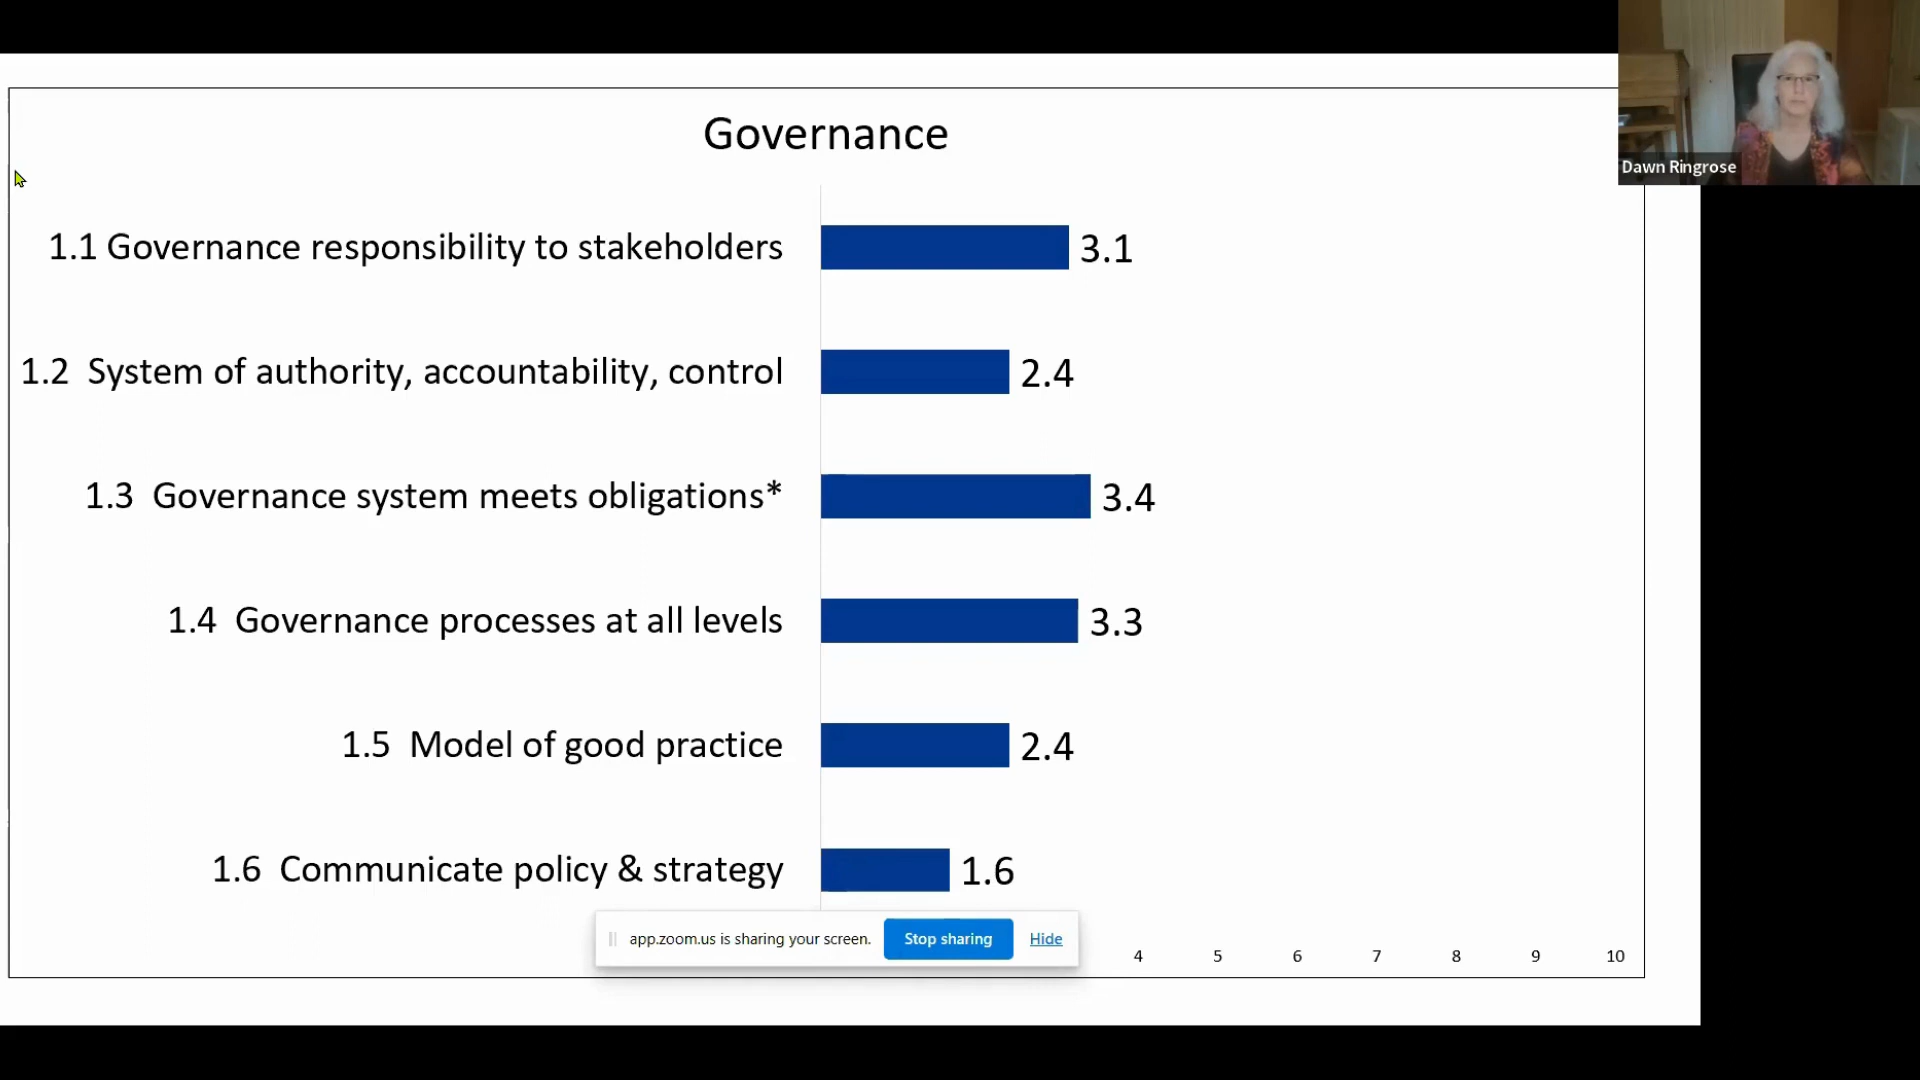 Governance
Dawn Ringrose
1.1 Governance responsibility to stakeholders 3.1
1.2 System of authority, accountability, control 2.4
1.3 Governance system meets obligations* 3.4
1.4 Governance processes at all levels 3.3
1.5 Model of good practice 2.4
1.6 Communicate policy & strategy 1.6
app.zoom.us is sharing your screen. Stop sharing Hide
4 5 6 7 8 9 10